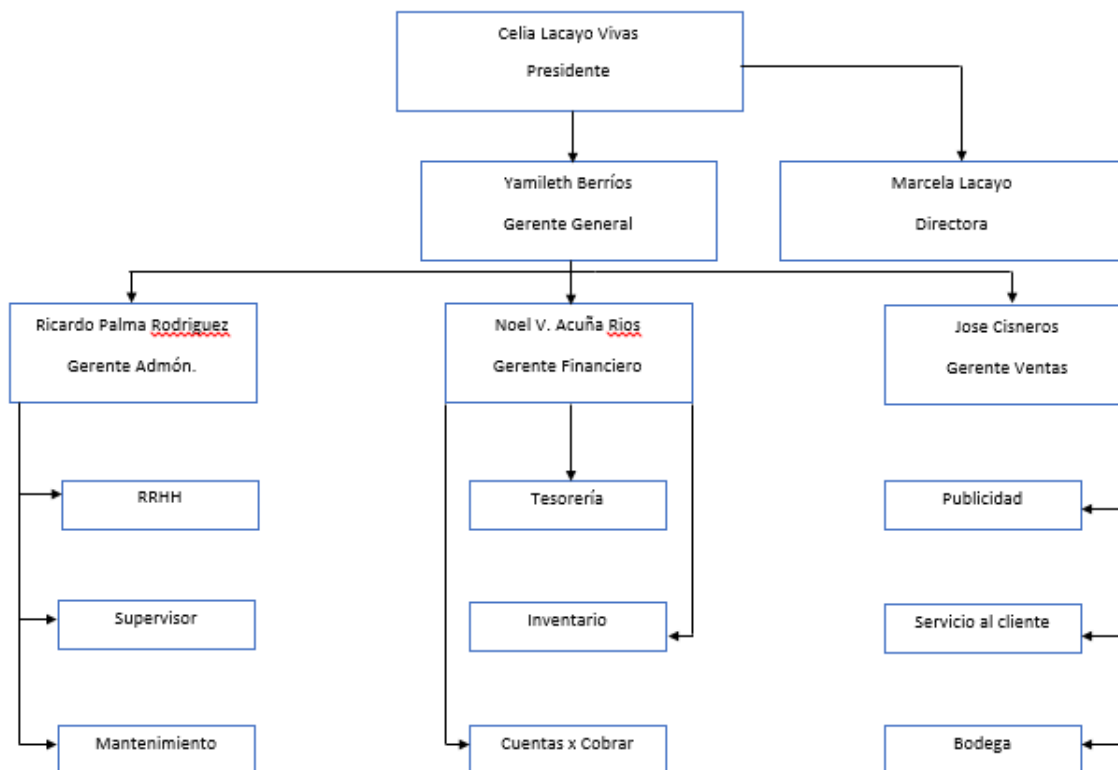 Celia Lacayo Vivas
Presidente
Yamileth Berríos
Gerente General
Marcela Lacayo
Directora
Ricardo Palma Rodriguez
Gerente Admón.
Noel V. Acuña Rios
Gerente Financiero
Jose Cisneros
Gerente Ventas
RRHH
Tesorería
Publicidad
Supervisor
Inventario
Servicio al cliente
Mantenimiento
Cuentas x Cobrar
Bodega